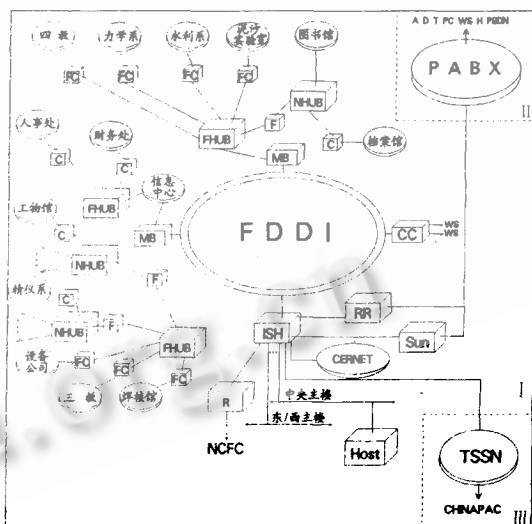 四 教
力学系
水利系
泥沙
实验室
图书馆
A D T PC WS H PSDN
PABX
II
FC
FC
FC
FC
NHUB
F
FHUB
C
档案馆
MB
人事处
财务处
C
C
信息
中心
FHUB
工物馆
C
MB
NHUB
F
FDDI
CC
WS
WS
精仪系
C
NHUB
F
FHUB
设备
公司
FC
FC
FC
三 教
焊接馆
RR
ISH
Sun
CERNET
R
NCFC
中央主楼
东/西主楼
Host
I
TSSN
CHINAPAC
III